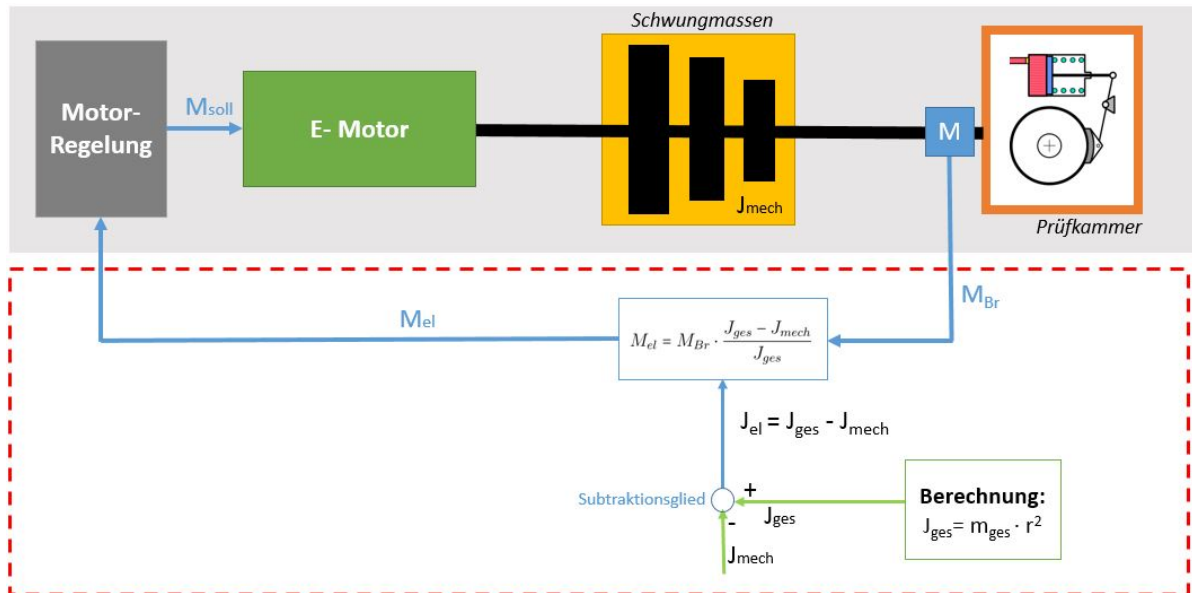 Schwungmassen
Motor-
Regelung
Msoll
E- Motor
M
Jmech
Prüfkammer
MBr
Mel
Mel = MBr · (Jges − Jmech) / Jges
Jel = Jges - Jmech
Subtraktionsglied
+
Jges
-
Jmech
Berechnung:
Jges= mges · r²